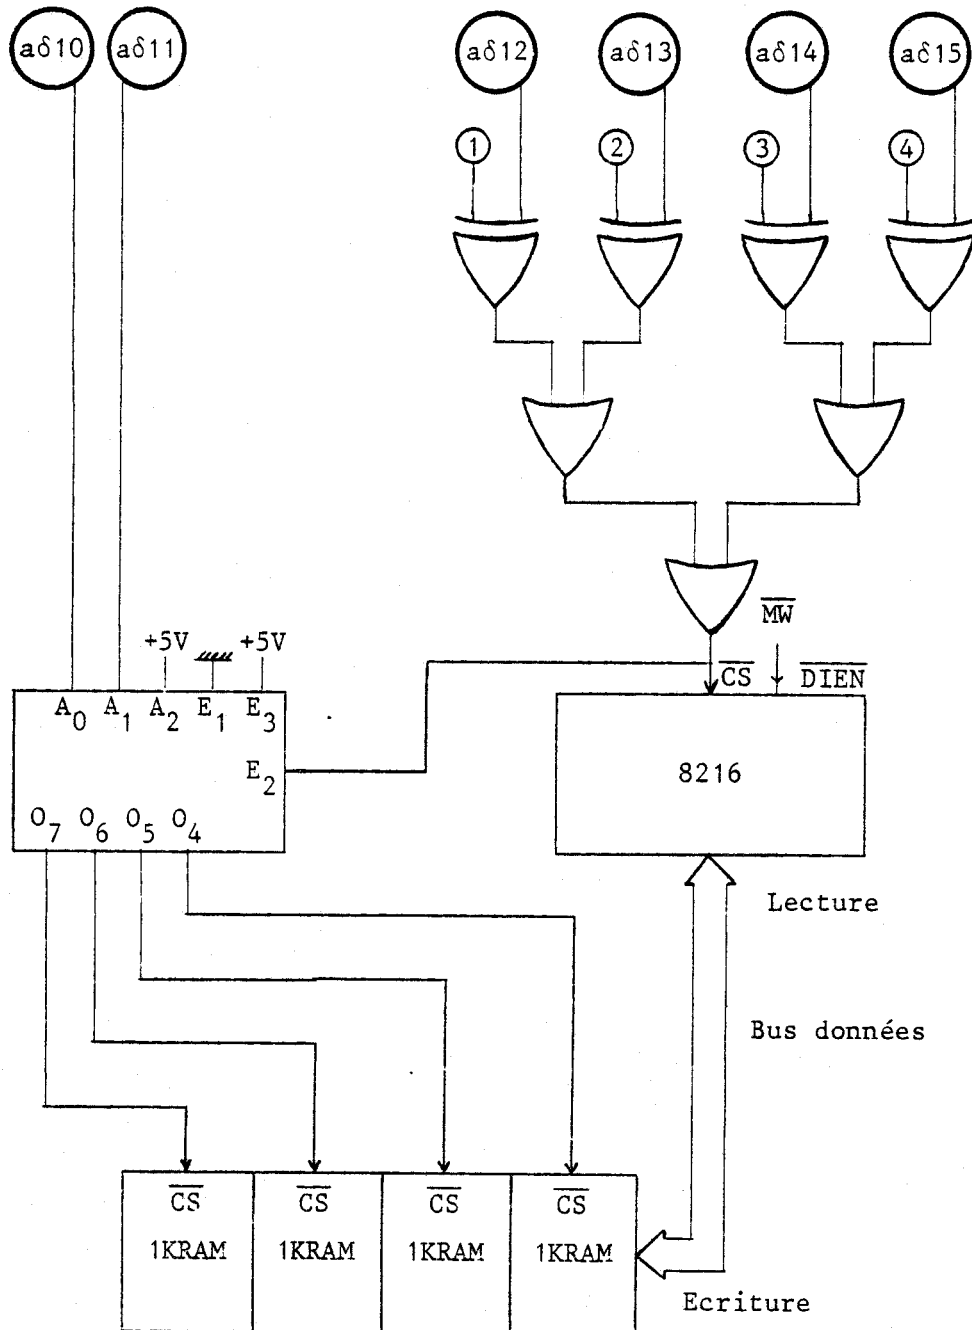 aδ10 aδ11 aδ12 aδ13 aδ14 aδ15
1 2 3 4
MW
+5V +5V
CS DIEN
A0 A1 A2 E1 E3
E2
8216
O7 O6 O5 O4
Lecture
Bus données
CS CS CS CS
1KRAM 1KRAM 1KRAM 1KRAM
Ecriture